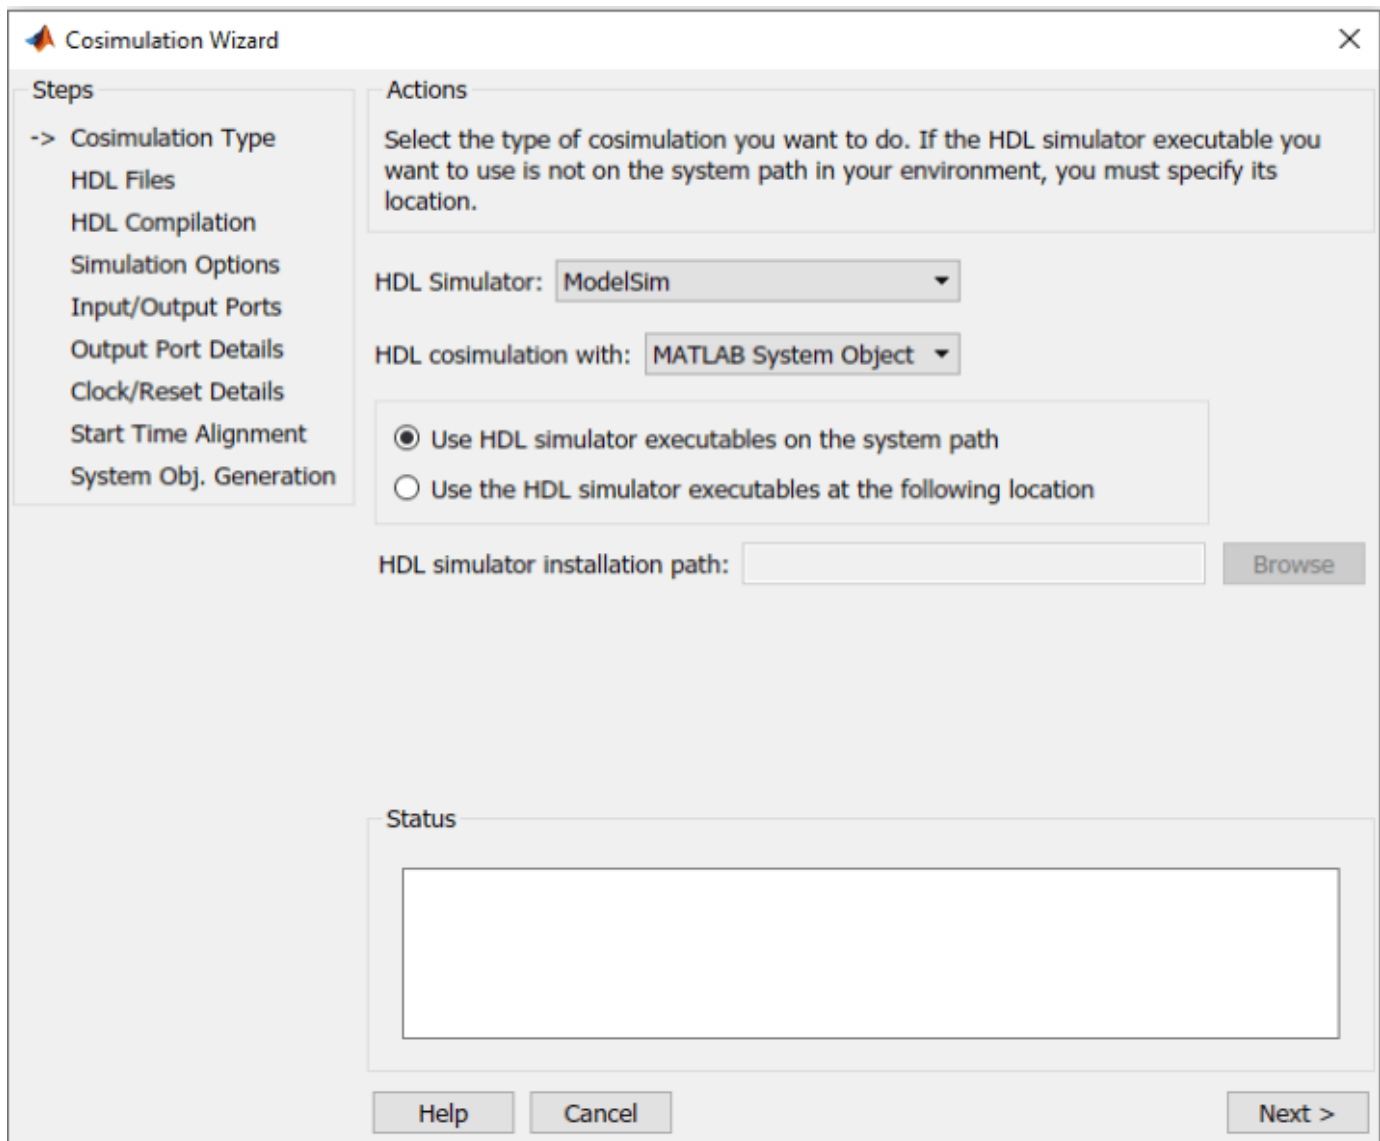 Cosimulation Wizard
Steps
-> Cosimulation Type
HDL Files
HDL Compilation
Simulation Options
Input/Output Ports
Output Port Details
Clock/Reset Details
Start Time Alignment
System Obj. Generation
Actions
Select the type of cosimulation you want to do. If the HDL simulator executable you
want to use is not on the system path in your environment, you must specify its
location.
HDL Simulator: ModelSim
HDL cosimulation with: MATLAB System Object
Use HDL simulator executables on the system path
Use the HDL simulator executables at the following location
HDL simulator installation path: Browse
Status
Help Cancel Next >